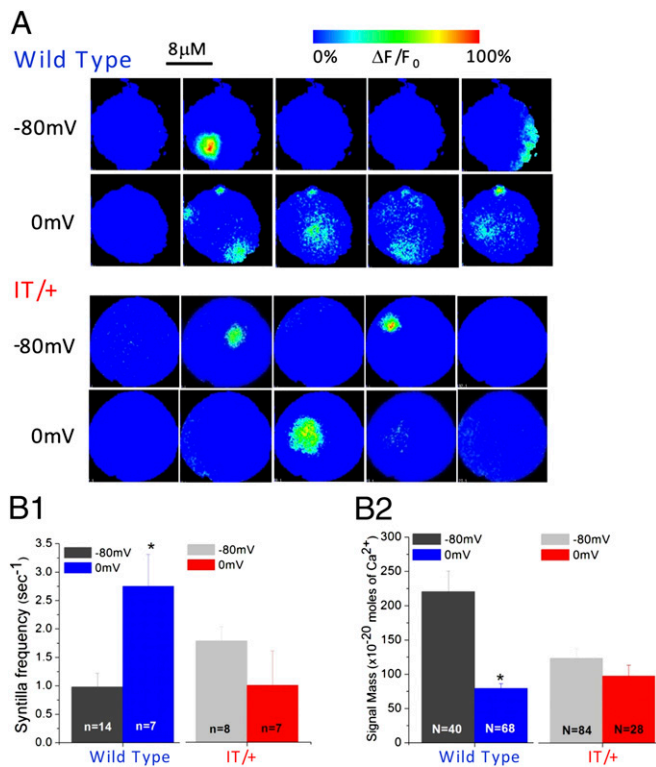 A
Wild Type
8μM
0% ΔF/F0 100%
-80mV
0mV
IT/+
-80mV
0mV
B1
-80mV
0mV
*
-80mV
0mV
Syntilla frequency (sec-1)
3.5
3.0
2.5
2.0
1.5
1.0
0.5
0.0
n=14
n=7
n=8
n=7
Wild Type
IT/+
B2
-80mV
0mV
-80mV
0mV
Signal Mass (x10-20 moles of Ca2+)
300
250
200
150
100
50
0
*
N=40
N=68
N=84
N=28
Wild Type
IT/+